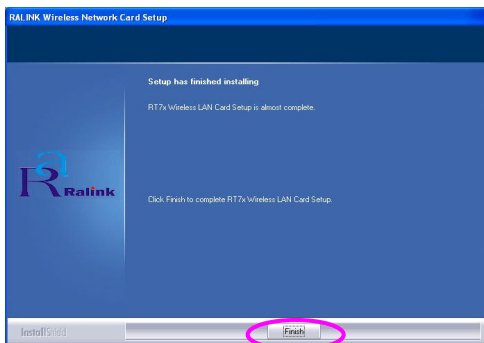 RALINK Wireless Network Card Setup
Setup has finished installing
RT7x Wireless LAN Card Setup is almost complete.
Ralink
Click Finish to complete RT7x Wireless LAN Card Setup.
InstallShield
Finish